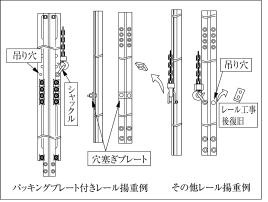 吊り穴
シャックル
穴塞ぎプレート
吊り穴
レール工事
後復旧
パッキングプレート付きレール揚重例
その他レール揚重例